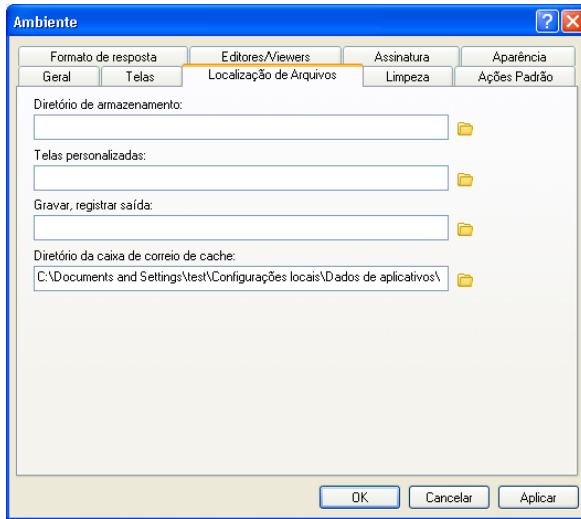 Ambiente
Formato de resposta Editores/Viewers Assinatura Aparência
Geral Telas Localização de Arquivos Limpeza Ações Padrão
Diretório de armazenamento:
Telas personalizadas:
Gravar, registrar saída:
Diretório da caixa de correio de cache:
C:\Documents and Settings\test\Configurações locais\Dados de aplicativos\
OK Cancelar Aplicar